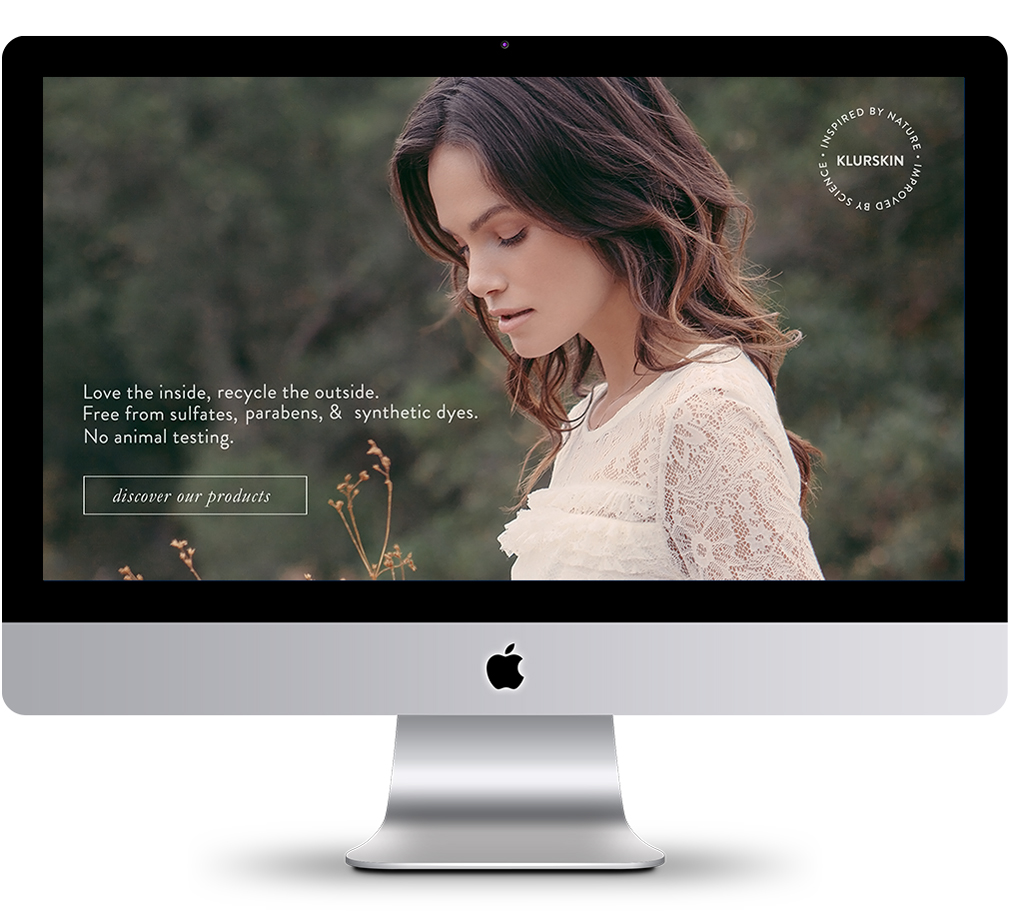 INSPIRED BY NATURE • IMPROVED BY SCIENCE •
KLURSKIN
Love the inside, recycle the outside.
Free from sulfates, parabens, & synthetic dyes.
No animal testing.
discover our products